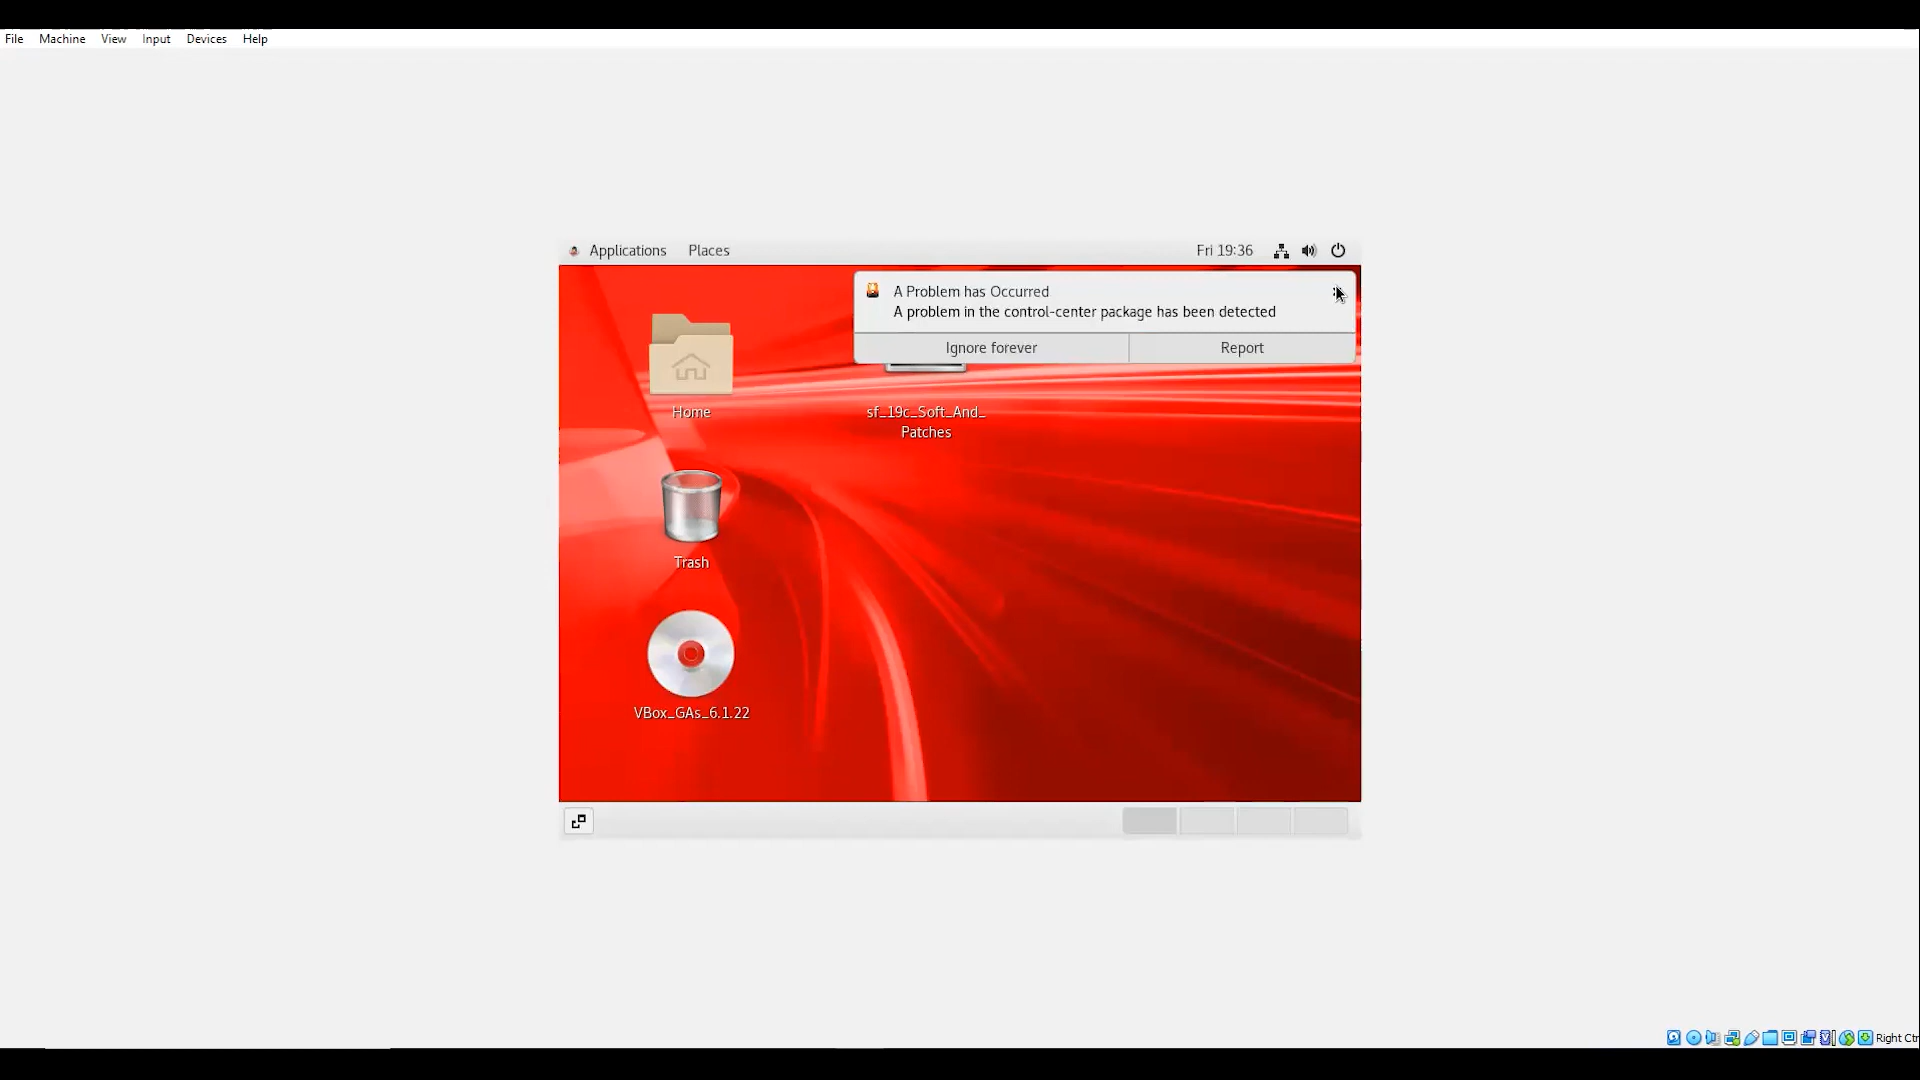 File Machine View Input Devices Help
Applications Places Fri 19:36
A Problem has Occurred
A problem in the control-center package has been detected
Ignore forever Report
Home
sf_19c_Soft_And_
Patches
Trash
VBox_GAs_6.1.22
Right Ctr